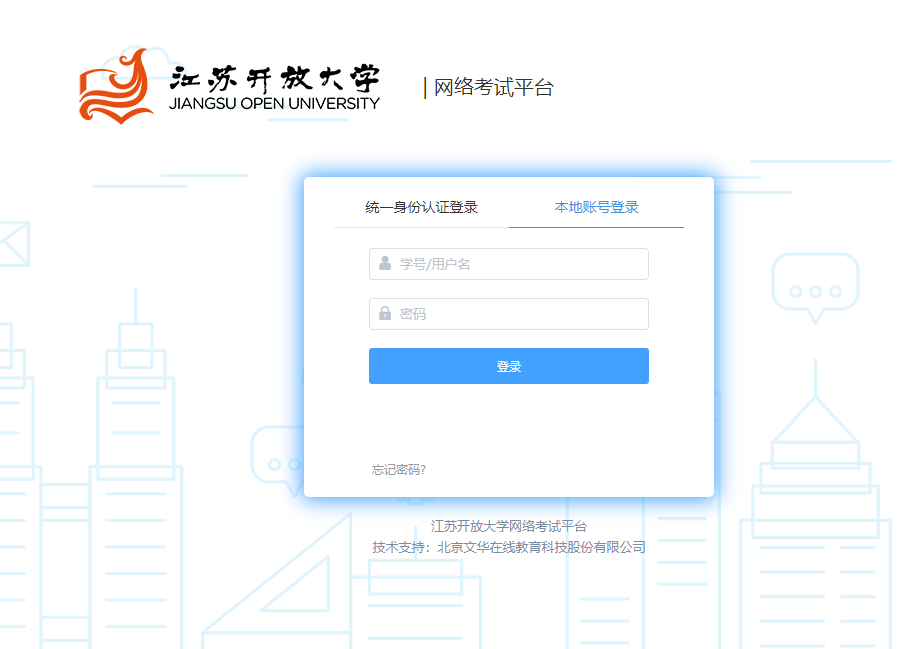 江苏开放大学
JIANGSU OPEN UNIVERSITY
| 网络考试平台
统一身份认证登录 本地账号登录
学号/用户名
密码
登录
忘记密码?
江苏开放大学网络考试平台
技术支持：北京文华在线教育科技股份有限公司